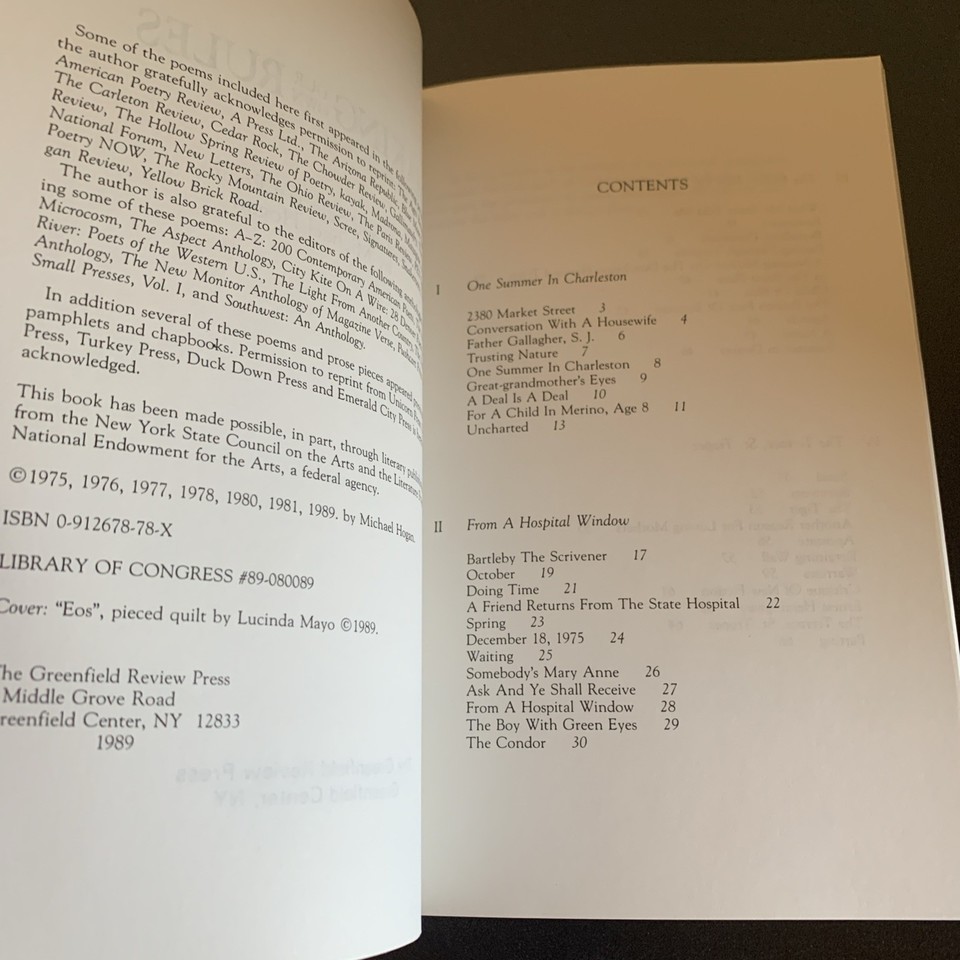 Some of the poems included here first appeared in the
the author gratefully acknowledges permission to reprint: The
American Poetry Review, A Press Ltd., The Arizona Republic, Blue
The Carleton Review, Cedar Rock, The Chowder Review,
Review, The Hollow Spring Review of Poetry, kayak, Madrona,
National Forum, New Letters, The Ohio Review, The Paris Review,
Poetry NOW, The Rocky Mountain Review, Scree, Signatures,
gan Review, Yellow Brick Road.
The author is also grateful to the editors of the following
ing some of these poems: A-Z: 200 Contemporary American Poets,
Microcosm, The Aspect Anthology, City Kite On A Wire: 28 Denver
River: Poets of the Western U.S., The Light From Another Country, The
Anthology, The New Monitor Anthology of Magazine Verse, Pushcart
Small Presses, Vol. I, and Southwest: An Anthology.
In addition several of these poems and prose pieces appeared
pamphlets and chapbooks. Permission to reprint from Unicorn
Press, Turkey Press, Duck Down Press and Emerald City Press is
acknowledged.
This book has been made possible, in part, through literary
from the New York State Council on the Arts and the Literature
National Endowment for the Arts, a federal agency.
©1975, 1976, 1977, 1978, 1980, 1981, 1989. by Michael Hogan.
ISBN 0-912678-78-X
LIBRARY OF CONGRESS #89-080089
Cover: "Eos", pieced quilt by Lucinda Mayo ©1989.
he Greenfield Review Press
Middle Grove Road
reenfield Center, NY 12833
1989
CONTENTS
I One Summer In Charleston
2380 Market Street 3
Conversation With A Housewife 4
Father Gallagher, S. J. 6
Trusting Nature 7
One Summer In Charleston 8
Great-grandmother's Eyes 9
A Deal Is A Deal 10
For A Child In Merino, Age 8 11
Uncharted 13
II From A Hospital Window
Bartleby The Scrivener 17
October 19
Doing Time 21
A Friend Returns From The State Hospital 22
Spring 23
December 18, 1975 24
Waiting 25
Somebody's Mary Anne 26
Ask And Ye Shall Receive 27
From A Hospital Window 28
The Boy With Green Eyes 29
The Condor 30